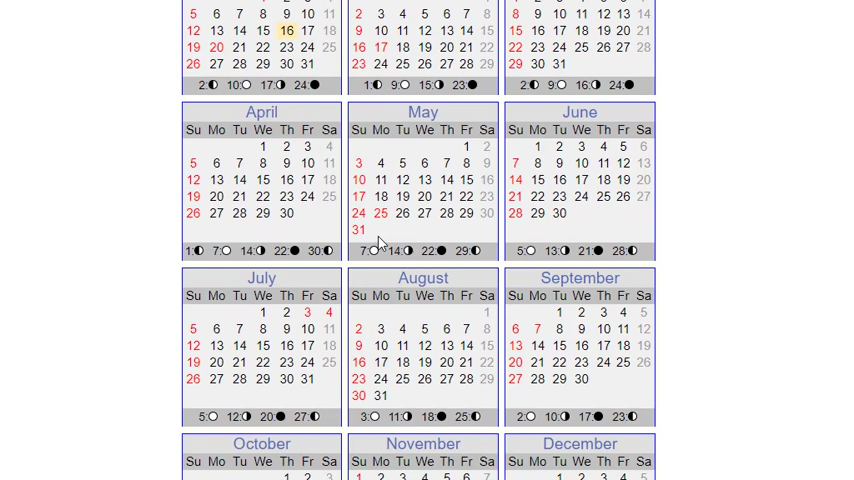 5 6 7 8 9 10 11
12 13 14 15 16 17 18
19 20 21 22 23 24 25
26 27 28 29 30 31
2: 10: 17: 24:
2 3 4 5 6 7 8
9 10 11 12 13 14 15
16 17 18 19 20 21 22
23 24 25 26 27 28 29
1: 9: 15: 23:
8 9 10 11 12 13 14
15 16 17 18 19 20 21
22 23 24 25 26 27 28
29 30 31
2: 9: 16: 24:
April
Su Mo Tu We Th Fr Sa
1 2 3 4
5 6 7 8 9 10 11
12 13 14 15 16 17 18
19 20 21 22 23 24 25
26 27 28 29 30
1: 7: 14: 22: 30:
May
Su Mo Tu We Th Fr Sa
1 2
3 4 5 6 7 8 9
10 11 12 13 14 15 16
17 18 19 20 21 22 23
24 25 26 27 28 29 30
31
7: 14: 22: 29:
June
Su Mo Tu We Th Fr Sa
1 2 3 4 5 6
7 8 9 10 11 12 13
14 15 16 17 18 19 20
21 22 23 24 25 26 27
28 29 30
5: 13: 21: 28:
July
Su Mo Tu We Th Fr Sa
1 2 3 4
5 6 7 8 9 10 11
12 13 14 15 16 17 18
19 20 21 22 23 24 25
26 27 28 29 30 31
5: 12: 20: 27:
August
Su Mo Tu We Th Fr Sa
1
2 3 4 5 6 7 8
9 10 11 12 13 14 15
16 17 18 19 20 21 22
23 24 25 26 27 28 29
30 31
3: 11: 18: 25:
September
Su Mo Tu We Th Fr Sa
1 2 3 4 5
6 7 8 9 10 11 12
13 14 15 16 17 18 19
20 21 22 23 24 25 26
27 28 29 30
2: 10: 17: 23:
October
Su Mo Tu We Th Fr Sa
1 2 3
November
Su Mo Tu We Th Fr Sa
1 2 3 4 5 6 7
December
Su Mo Tu We Th Fr Sa
1 2 3 4 5